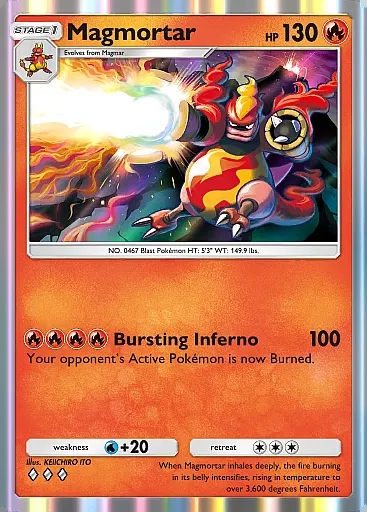 STAGE 1 Magmortar HP 130
Evolves from Magmar
NO. 0467 Blast Pokémon HT: 5'3" WT: 149.9 lbs.
Bursting Inferno 100
Your opponent's Active Pokémon is now Burned.
weakness +20 retreat
Illus. KEIICHIRO ITO
When Magmortar inhales deeply, the fire burning
in its belly intensifies, rising in temperature to
over 3,600 degrees Fahrenheit.